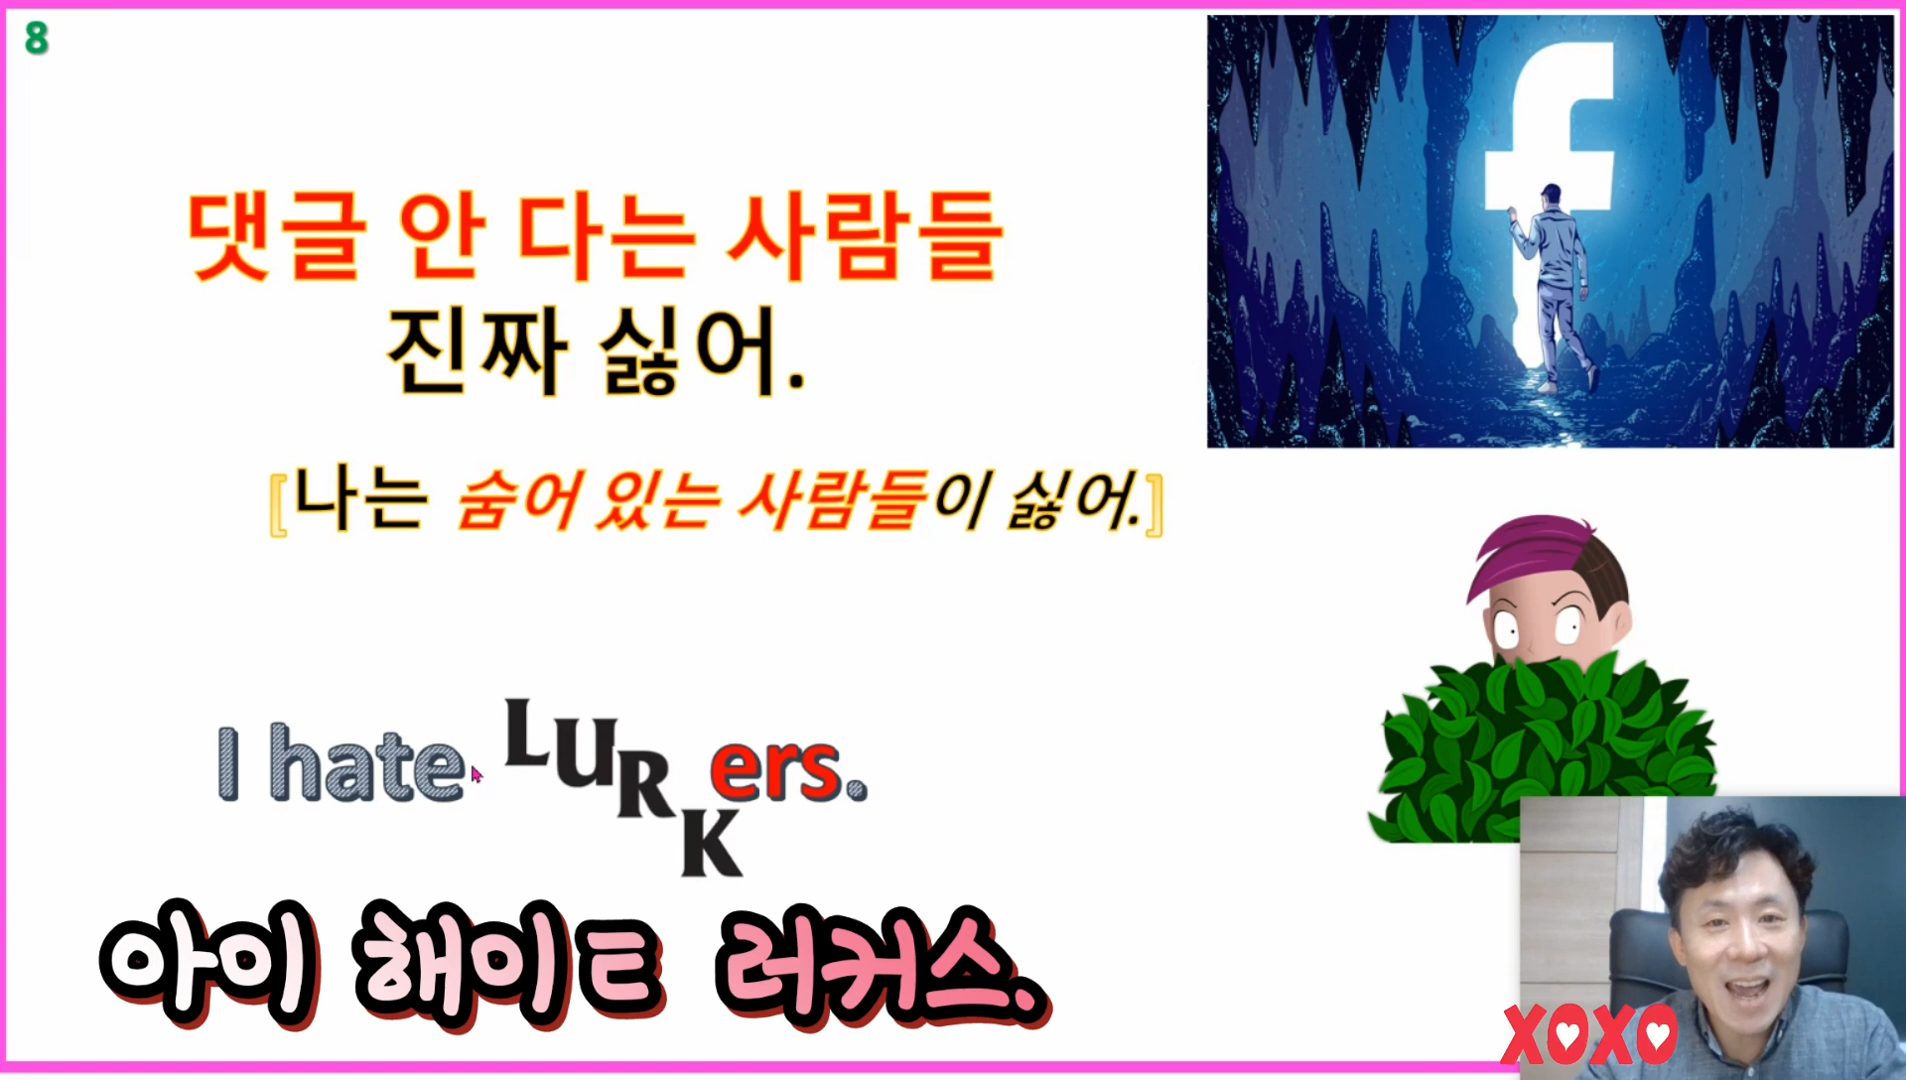 8
댓글 안 다는 사람들
진짜 싫어.
[나는 숨어 있는 사람들이 싫어.]
I hate LURKers.
아이 해이트 러커스.
f
XOXO